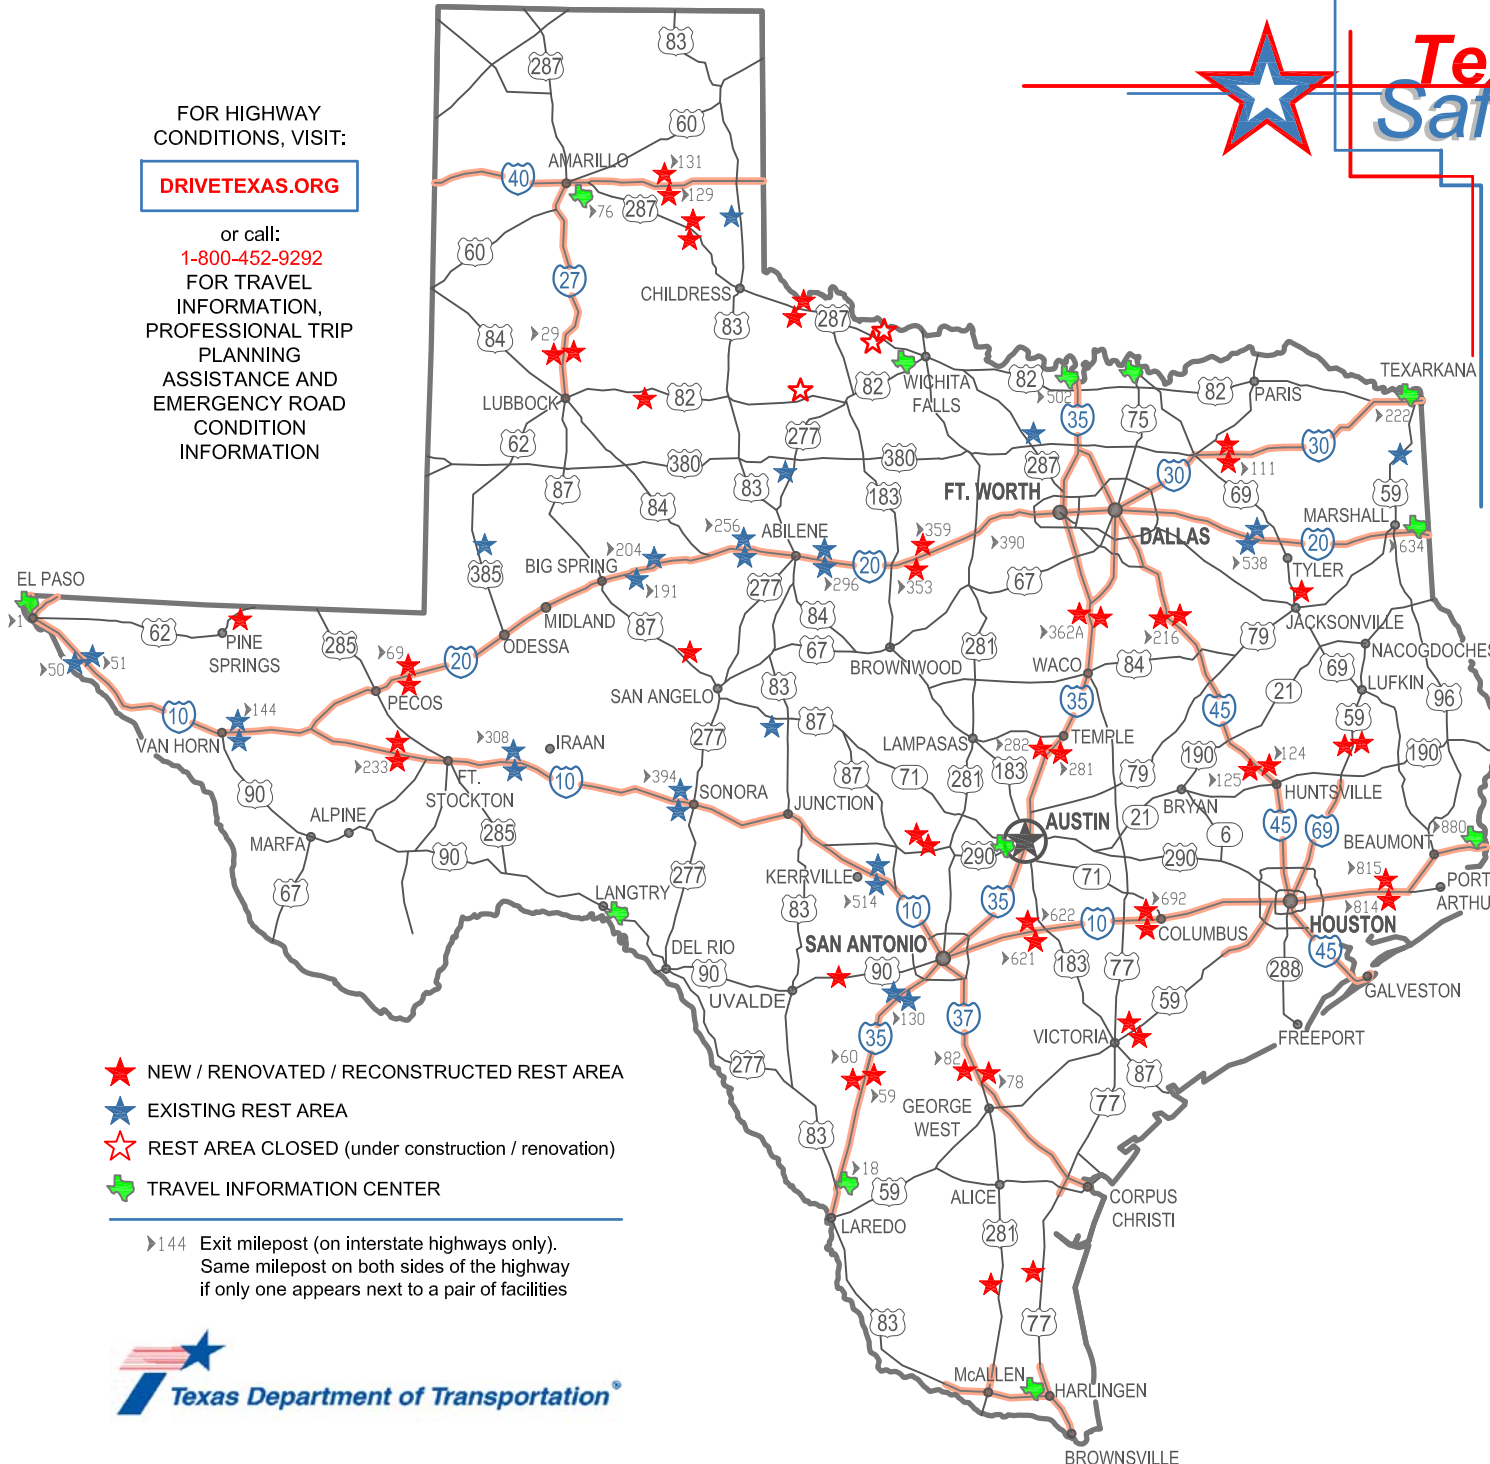 Te
Saf
FOR HIGHWAY
CONDITIONS, VISIT:
DRIVETEXAS.ORG
or call:
1-800-452-9292
FOR TRAVEL
INFORMATION,
PROFESSIONAL TRIP
PLANNING
ASSISTANCE AND
EMERGENCY ROAD
CONDITION
INFORMATION
83
287
60
AMARILLO
131
40
129
76
287
60
27
CHILDRESS
83
287
29
84
LUBBOCK
82
82
WICHITA
FALLS
82
502
35
75
82
PARIS
TEXARKANA
222
62
277
380
380
287
30
30
111
87
83
183
69
59
84
FT. WORTH
MARSHALL
256
ABILENE
359
390
DALLAS
538
20
634
204
BIG SPRING
385
191
296
20
353
67
TYLER
EL PASO
1
62
PINE
SPRINGS
285
MIDLAND
ODESSA
277
87
84
362A
216
JACKSONVILLE
79
NACOGDOCHES
50
51
69
20
67
BROWNWOOD
281
WACO
84
69
PECOS
SAN ANGELO
83
21
LUFKIN
96
10
144
35
45
59
VAN HORN
308
IRAAN
277
87
LAMPASAS
282
TEMPLE
190
124
190
233
FT.
STOCKTON
10
394
SONORA
87
71
281
183
281
79
125
HUNTSVILLE
90
ALPINE
JUNCTION
BRYAN
MARFA
285
AUSTIN
21
6
45
69
BEAUMONT
880
90
290
290
67
277
KERRVILLE
71
815
LANGTRY
514
10
35
692
PORT
ARTHUR
83
622
10
814
DEL RIO
SAN ANTONIO
COLUMBUS
HOUSTON
90
90
621
183
77
45
UVALDE
288
130
59
GALVESTON
37
35
VICTORIA
FREEPORT
277
60
82
78
87
59
GEORGE
WEST
77
83
18
59
ALICE
CORPUS
CHRISTI
LAREDO
281
83
77
McALLEN
HARLINGEN
BROWNSVILLE
NEW / RENOVATED / RECONSTRUCTED REST AREA
EXISTING REST AREA
REST AREA CLOSED (under construction / renovation)
TRAVEL INFORMATION CENTER
144 Exit milepost (on interstate highways only).
Same milepost on both sides of the highway
if only one appears next to a pair of facilities
Texas Department of Transportation®